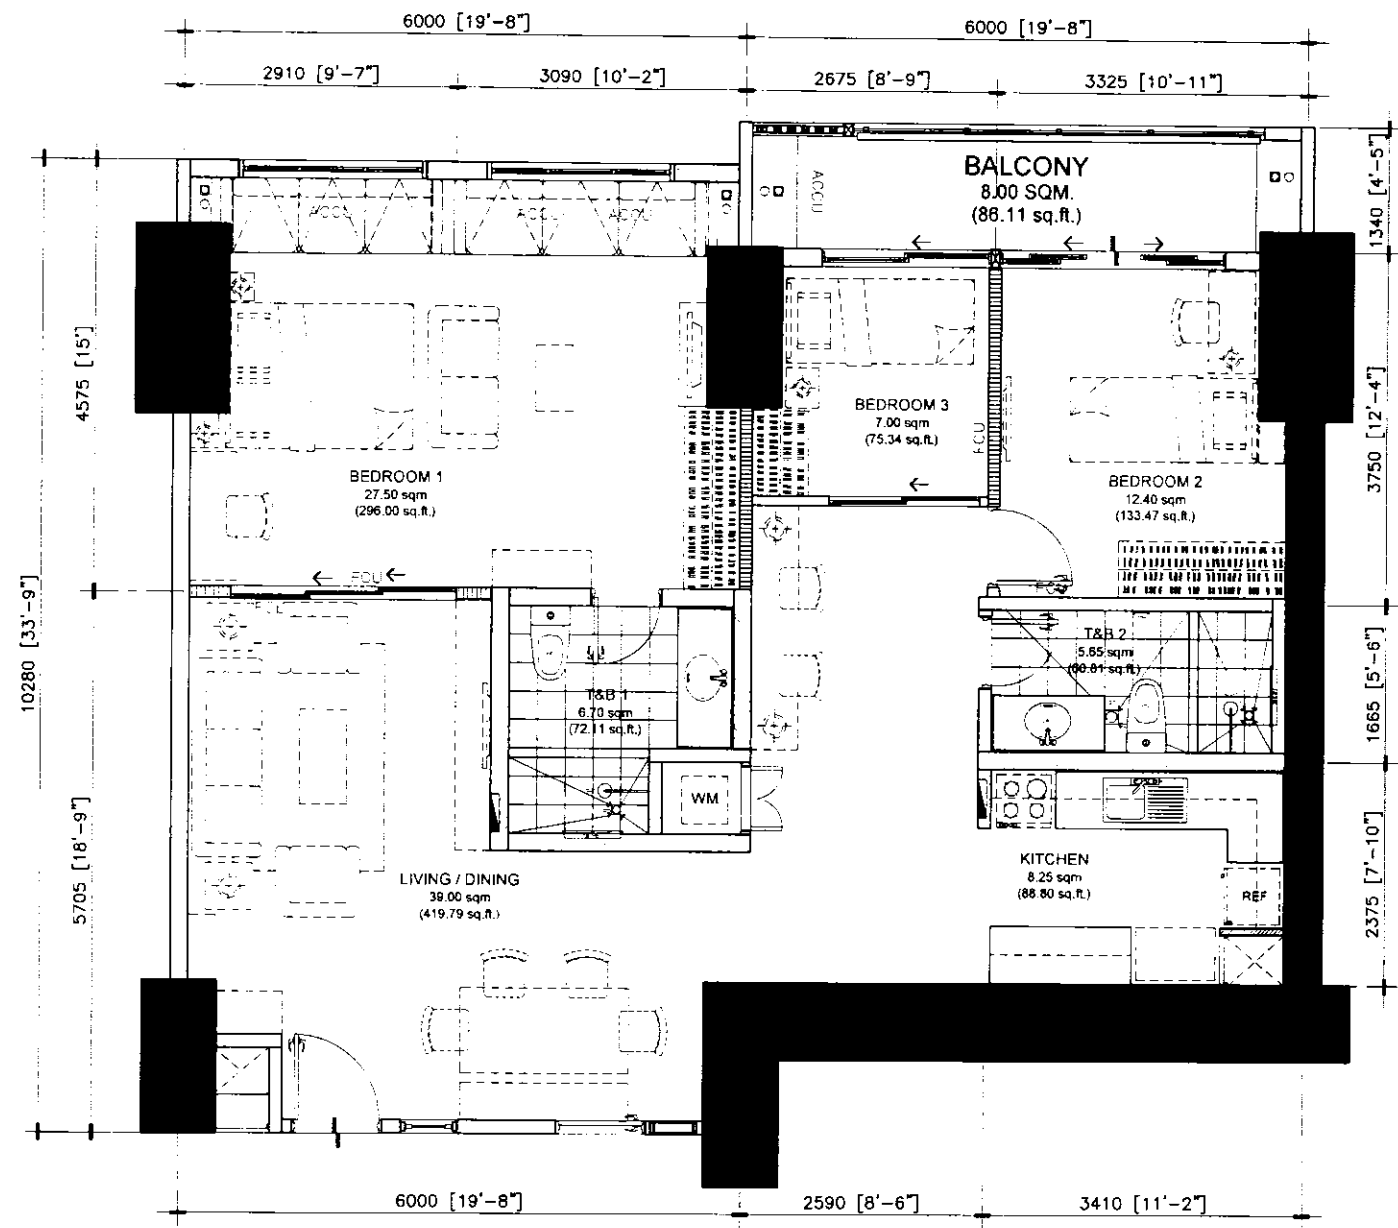 6000 [19'-8"]
6000 [19'-8"]
2910 [9'-7"]
3090 [10'-2"]
2675 [8'-9"]
3325 [10'-11"]
BALCONY
8.00 SQM.
(86.11 sq.ft.)
ACCU
ACCU
ACCU
ACCU
1340 [4'-5"]
4575 [15']
3750 [12'-4"]
BEDROOM 3
7.00 sqm
(75.34 sq.ft.)
FCU
BEDROOM 1
27.50 sqm
(296.00 sq.ft.)
BEDROOM 2
12.40 sqm
(133.47 sq.ft.)
FCU
10280 [33'-9"]
T&B 2
5.65 sqm
(60.81 sq.ft.)
1665 [5'-6"]
T&B 1
6.70 sqm
(72.11 sq.ft.)
WM
5705 [18'-9"]
KITCHEN
8.25 sqm
(88.80 sq.ft.)
REF
2375 [7'-10"]
LIVING / DINING
39.00 sqm
(419.79 sq.ft.)
6000 [19'-8"]
2590 [8'-6"]
3410 [11'-2"]